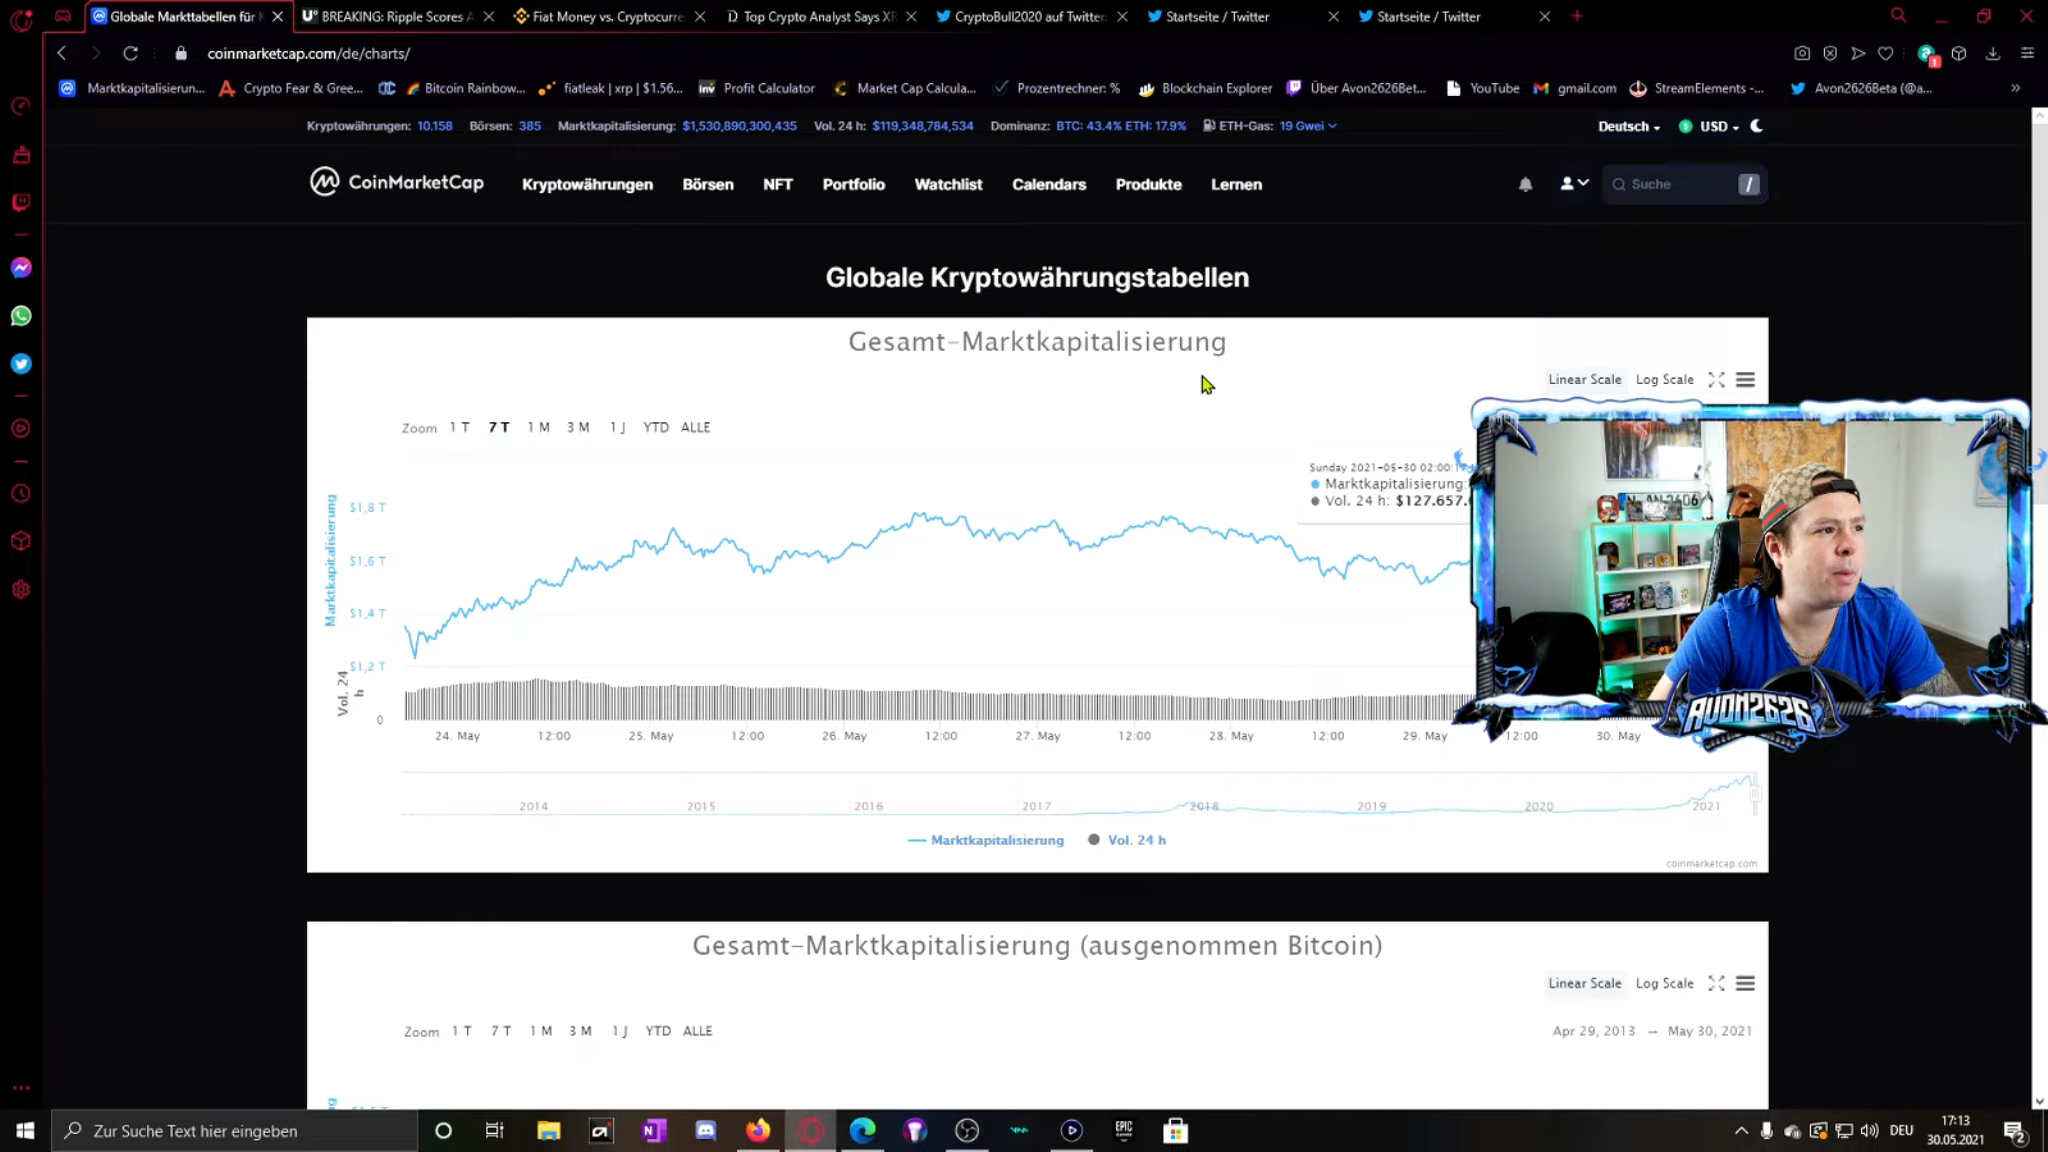 Globale Markttabellen für K
BREAKING: Ripple Scores A
Fiat Money vs. Cryptocurre
Top Crypto Analyst Says XR
CryptoBull2020 auf Twitter:
Startseite / Twitter
Startseite / Twitter
coinmarketcap.com/de/charts/
1
Marktkapitalisierun...
Crypto Fear & Gree...
Bitcoin Rainbow...
fiatleak | xrp | $1.56...
Inv Profit Calculator
Market Cap Calcula...
Prozentrechner: %
Blockchain Explorer
Über Avon2626Bet...
YouTube
gmail.com
StreamElements -...
Avon2626Beta (@a...
»
Kryptowährungen: 10.158 Börsen: 385 Marktkapitalisierung: $1,530,890,300,435 Vol. 24 h: $119,348,784,534 Dominanz: BTC: 43.4% ETH: 17.9% ETH-Gas: 19 Gwei
Deutsch USD
CoinMarketCap
Kryptowährungen Börsen NFT Portfolio Watchlist Calendars Produkte Lernen
Suche /
Globale Kryptowährungstabellen
Gesamt-Marktkapitalisierung
Linear Scale Log Scale
Zoom 1 T 7 T 1 M 3 M 1 J YTD ALLE
Sunday 2021-05-30 02:00:
Marktkapitalisierung:
Vol. 24 h: $127.657.
Marktkapitalisierung
$1,8 T
$1,6 T
$1,4 T
$1,2 T
Vol. 24 h
0
24. May 12:00 25. May 12:00 26. May 12:00 27. May 12:00 28. May 12:00 29. May 12:00 30. May
AVON2626
2014 2015 2016 2017 2018 2019 2020 2021
Marktkapitalisierung Vol. 24 h
coinmarketcap.com
Gesamt-Marktkapitalisierung (ausgenommen Bitcoin)
Linear Scale Log Scale
Zoom 1 T 7 T 1 M 3 M 1 J YTD ALLE
Apr 29, 2013 – May 30, 2021
Zur Suche Text hier eingeben
EPIC
GAMES
DEU
17:13
30.05.2021
2